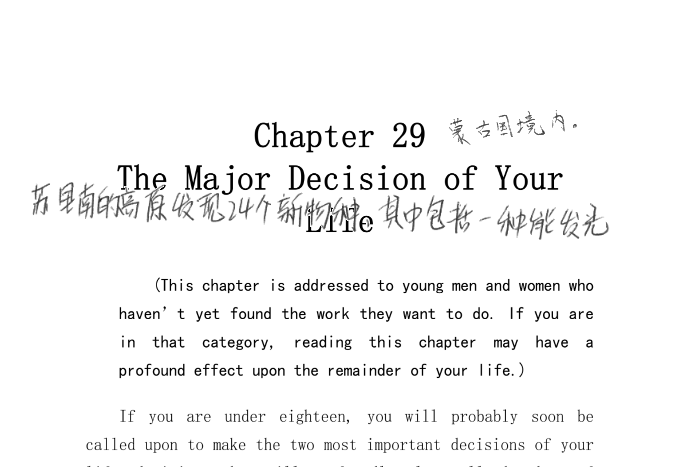 Chapter 29
蒙古国境内。
The Major Decision of Your
苏里南的高原发现24个新物种,其中包括一种能发光
Life
(This chapter is addressed to young men and women who
haven't yet found the work they want to do. If you are
in that category, reading this chapter may have a
profound effect upon the remainder of your life.)
If you are under eighteen, you will probably soon be
called upon to make the two most important decisions of your